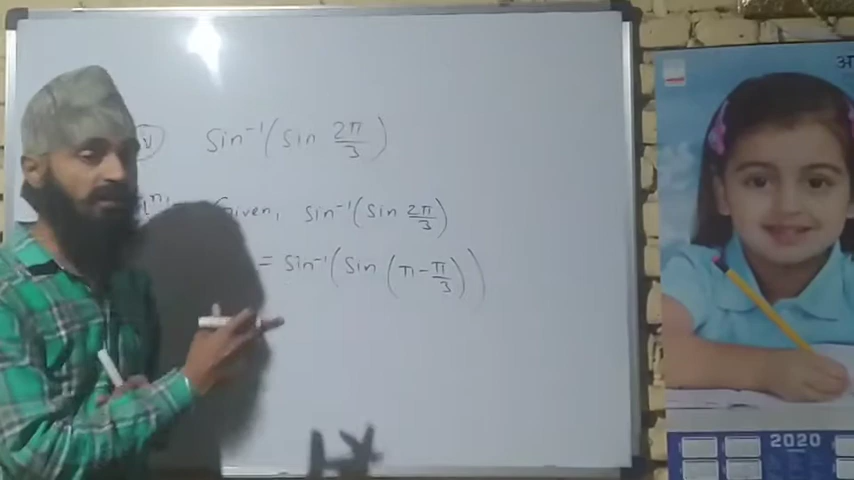 (v) Sin⁻¹(Sin 2π/3)
Given, Sin⁻¹(Sin 2π/3)
= Sin⁻¹(Sin (π - π/3))
2020